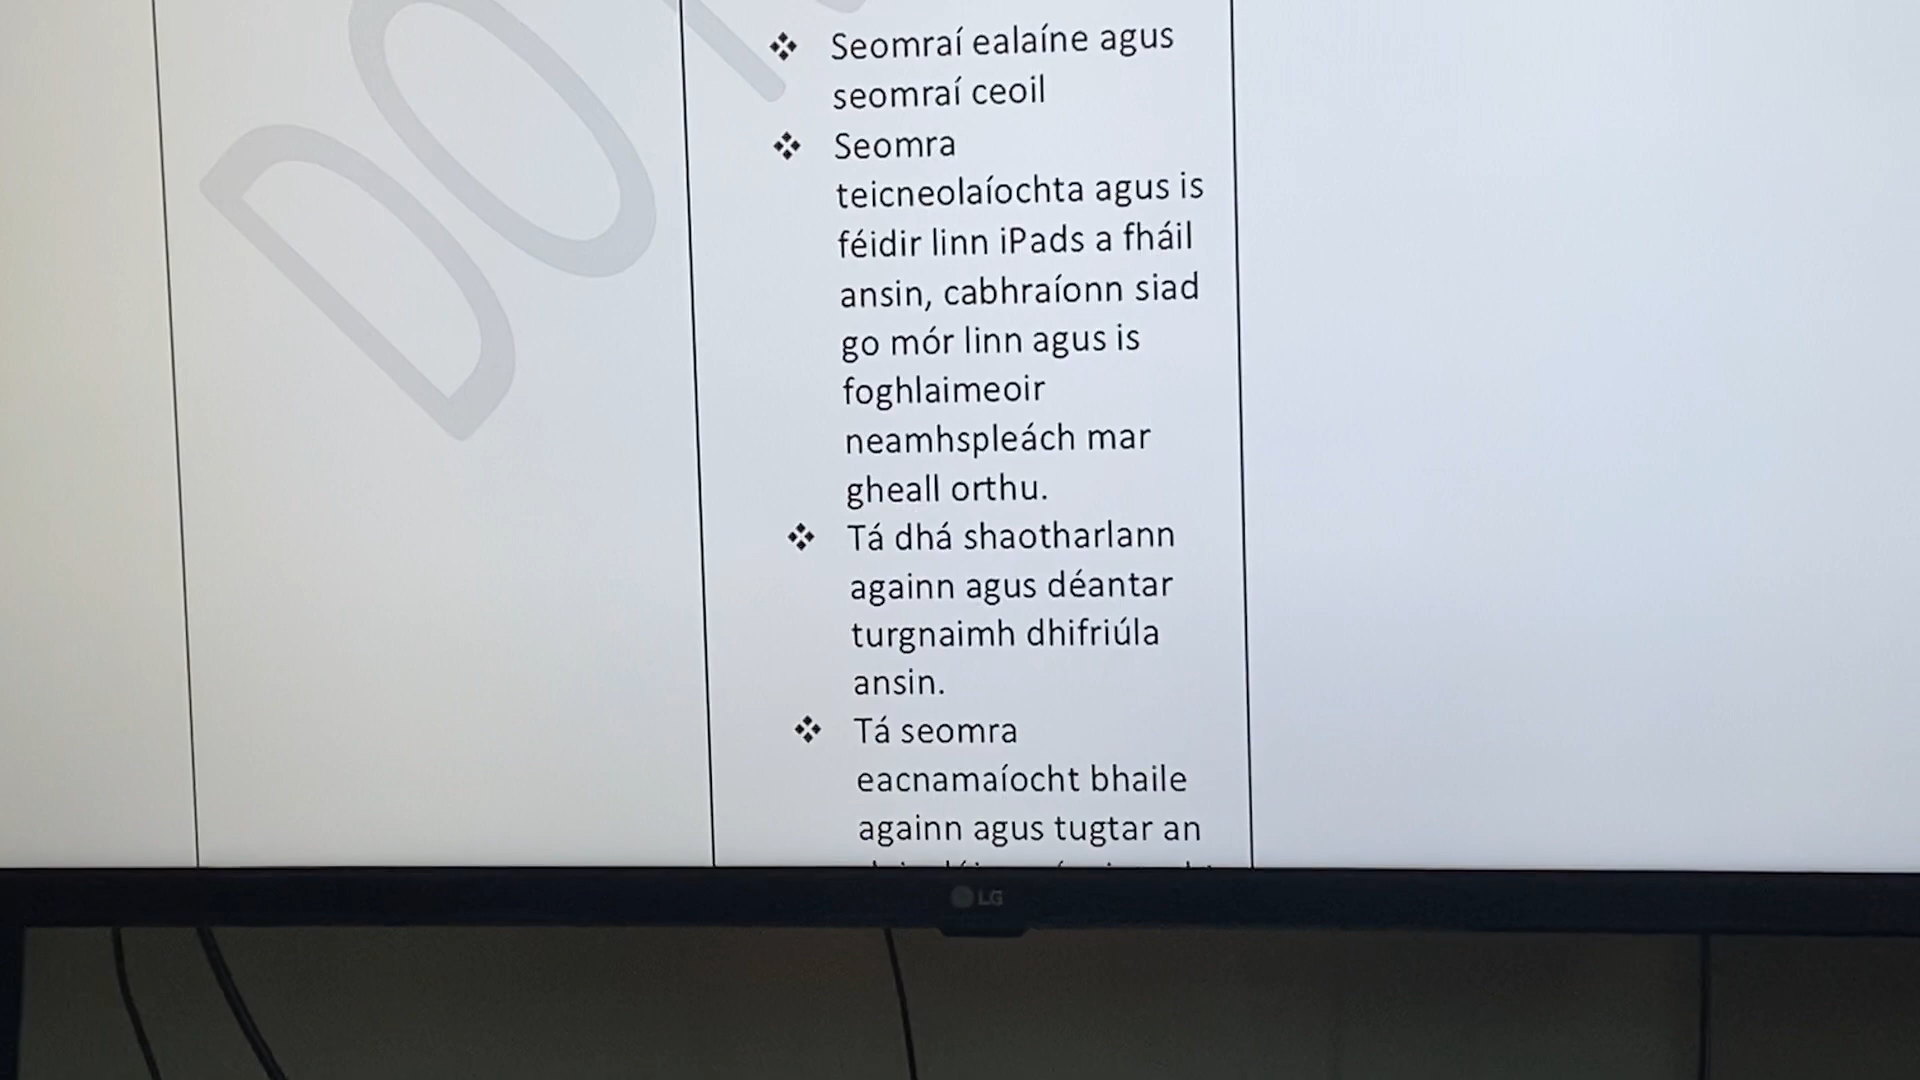 DO
❖ Seomraí ealaíne agus
seomraí ceoil
❖ Seomra
teicneolaíochta agus is
féidir linn iPads a fháil
ansin, cabhraíonn siad
go mór linn agus is
foghlaimeoir
neamhspleách mar
gheall orthu.
❖ Tá dhá shaotharlann
againn agus déantar
turgnaimh dhifriúla
ansin.
❖ Tá seomra
eacnamaíocht bhaile
againn agus tugtar an
LG